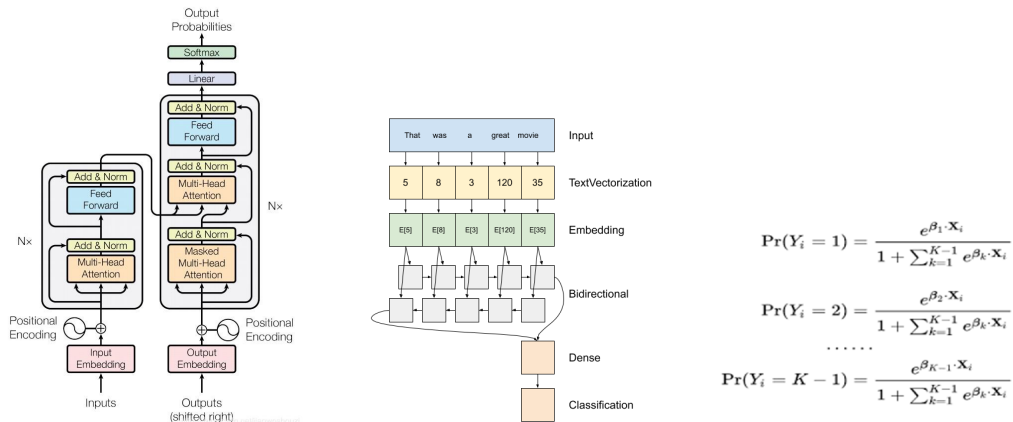 Output
Probabilities
Softmax
Linear
Add & Norm
Feed
Forward
Add & Norm
Multi-Head
Attention
Add & Norm
Masked
Multi-Head
Attention
Nx
Add & Norm
Feed
Forward
Add & Norm
Multi-Head
Attention
Nx
Positional
Encoding
Positional
Encoding
Input
Embedding
Output
Embedding
Inputs
Outputs
(shifted right)
That was a great movie
Input
5 8 3 120 35
TextVectorization
E[5] E[8] E[3] E[120] E[35]
Embedding
Bidirectional
Dense
Classification
Pr(Y_i = 1) = e^{β_1·X_i} / (1 + ∑_{k=1}^{K−1} e^{β_k·X_i})
Pr(Y_i = 2) = e^{β_2·X_i} / (1 + ∑_{k=1}^{K−1} e^{β_k·X_i})
......
Pr(Y_i = K − 1) = e^{β_{K−1}·X_i} / (1 + ∑_{k=1}^{K−1} e^{β_k·X_i})